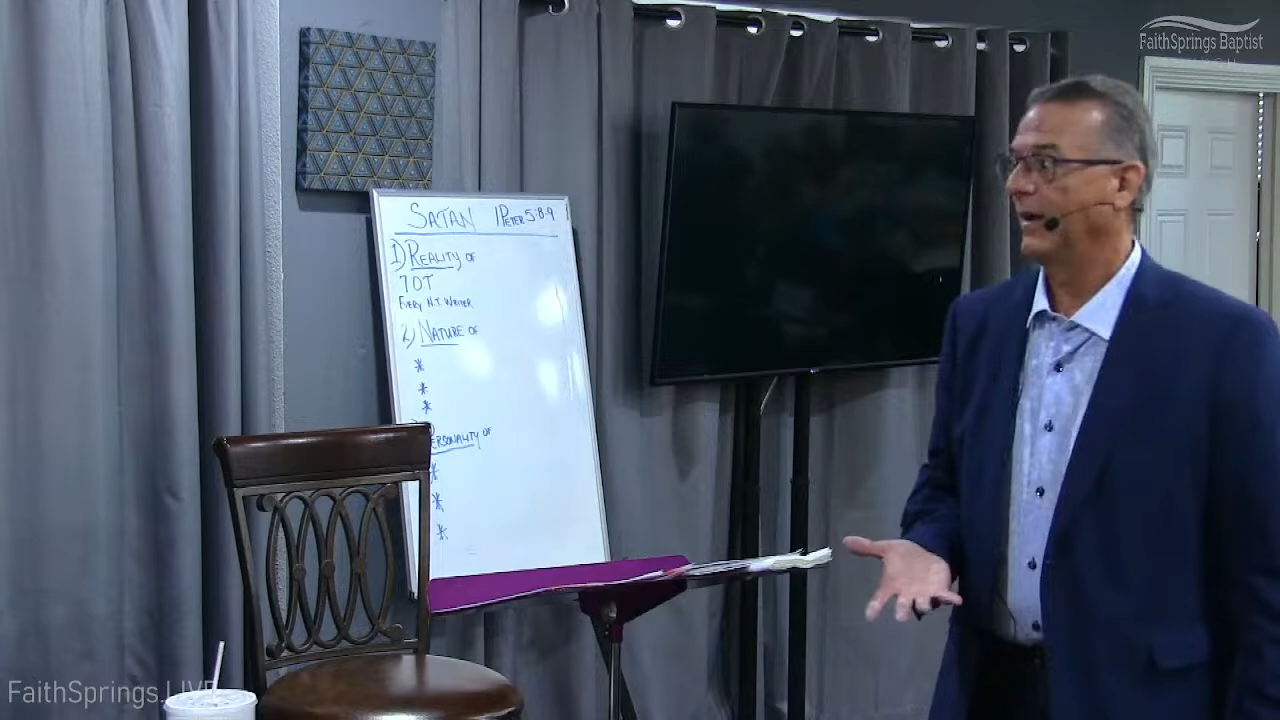 FaithSprings Baptist
SATAN 1 PETER 5:8-9
1) REALITY OF
7 OT
EVERY N.T. WRITER
2) NATURE OF
*
*
*
PERSONALITY OF
*
*
*
FaithSprings.LIVE